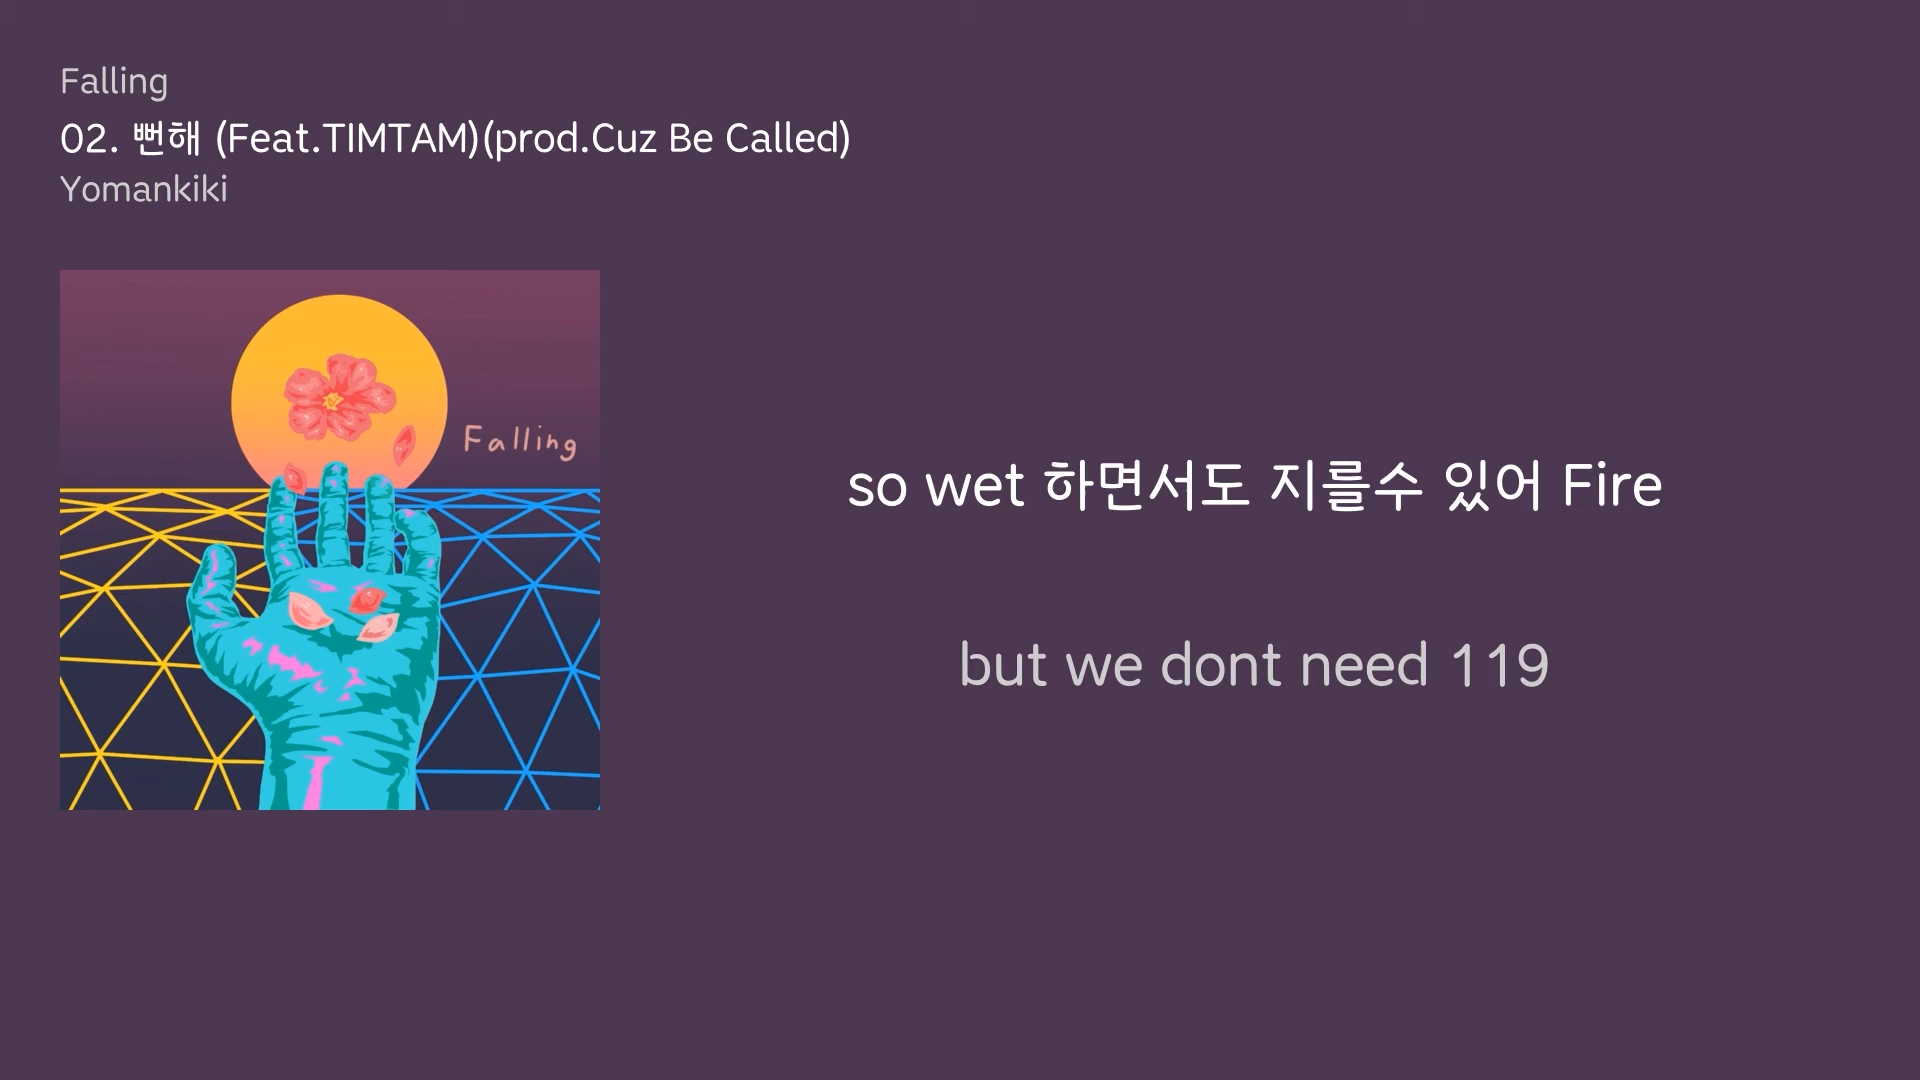 Falling
02. 뻔해 (Feat.TIMTAM)(prod.Cuz Be Called)
Yomankiki
Falling
so wet 하면서도 지를수 있어 Fire
but we dont need 119